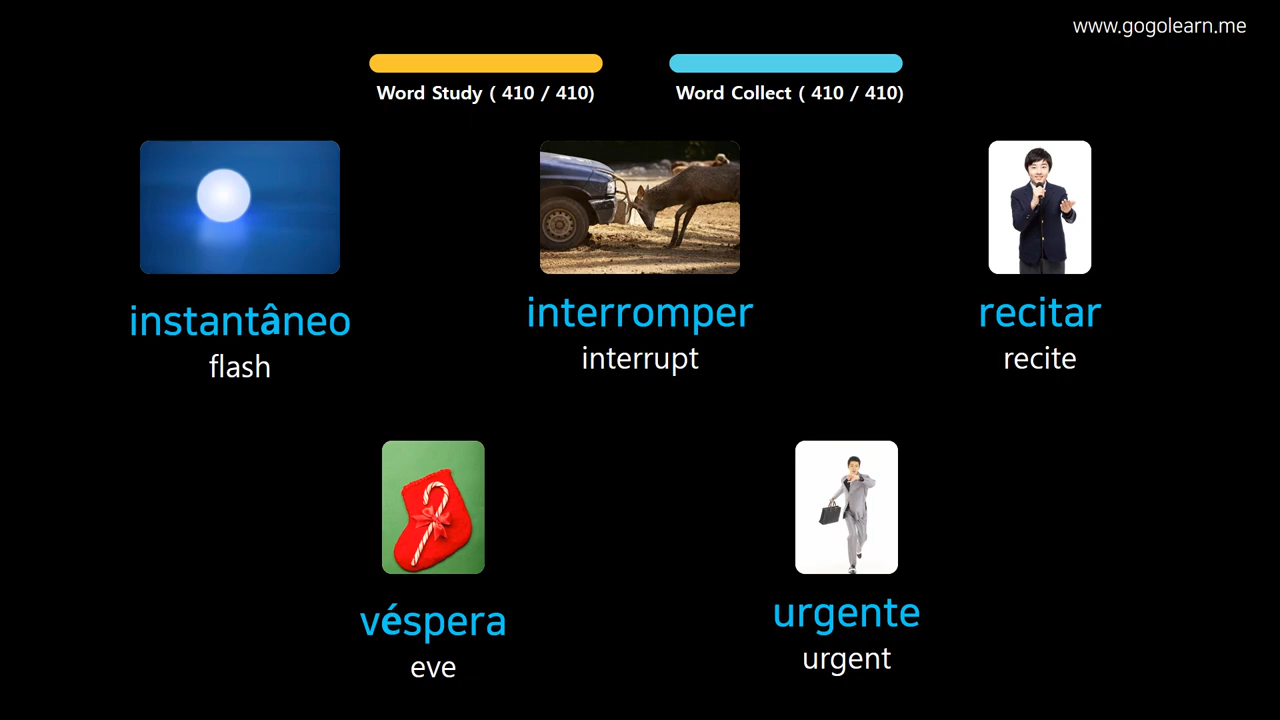 www.gogolearn.me
Word Study ( 410 / 410)
Word Collect ( 410 / 410)
instantâneo
flash
interromper
interrupt
recitar
recite
véspera
eve
urgente
urgent